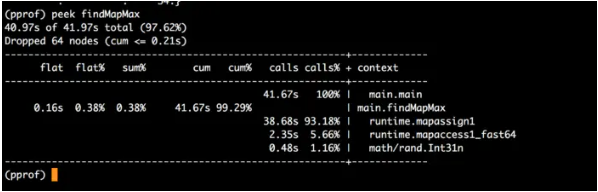 (pprof) peek findMapMax
40.97s of 41.97s total (97.62%)
Dropped 64 nodes (cum <= 0.21s)
----------------------------------------------------------+-------------
flat flat% sum% cum cum% calls calls% + context
----------------------------------------------------------+-------------
41.67s 100% | main.main
0.16s 0.38% 0.38% 41.67s 99.29% | main.findMapMax
38.68s 93.18% | runtime.mapassign1
2.35s 5.66% | runtime.mapaccess1_fast64
0.48s 1.16% | math/rand.Int31n
----------------------------------------------------------+-------------
(pprof)